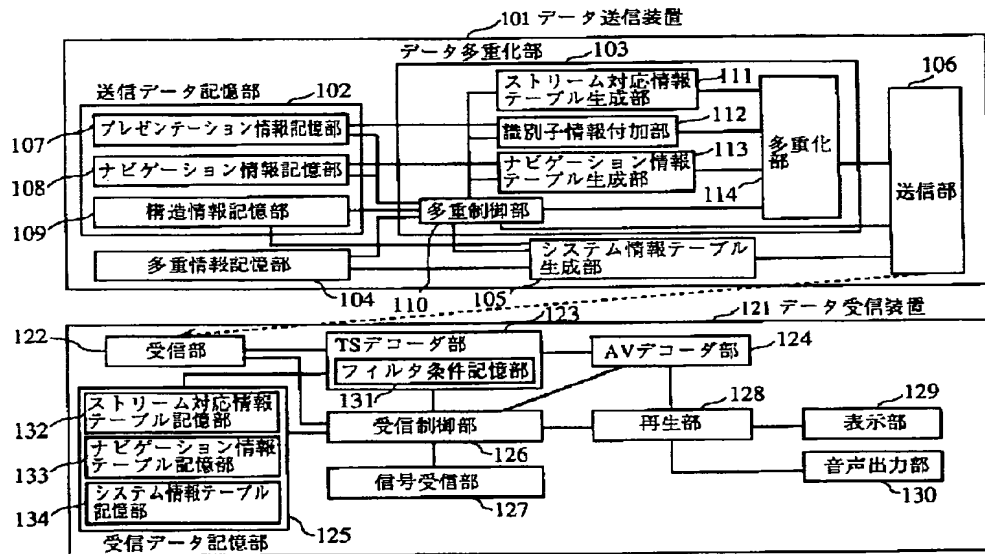 101 データ送信装置
データ多重化部
103
106
送信データ記憶部
102
ストリーム対応情報
テーブル生成部
111
107
プレゼンテーション情報記憶部
識別子情報付加部
112
多重化
部
108
ナビゲーション情報記憶部
ナビゲーション情報
テーブル生成部
113
114
送信部
109
構造情報記憶部
多重制御部
110
多重情報記憶部
104
システム情報テーブル
生成部
105
121 データ受信装置
122
受信部
123
TSデコーダ部
フィルタ条件記憶部
131
AVデコーダ部
124
132
ストリーム対応情報
テーブル記憶部
受信制御部
126
再生部
128
表示部
129
133
ナビゲーション情報
テーブル記憶部
信号受信部
127
音声出力部
130
134
システム情報テーブル
記憶部
125
受信データ記憶部